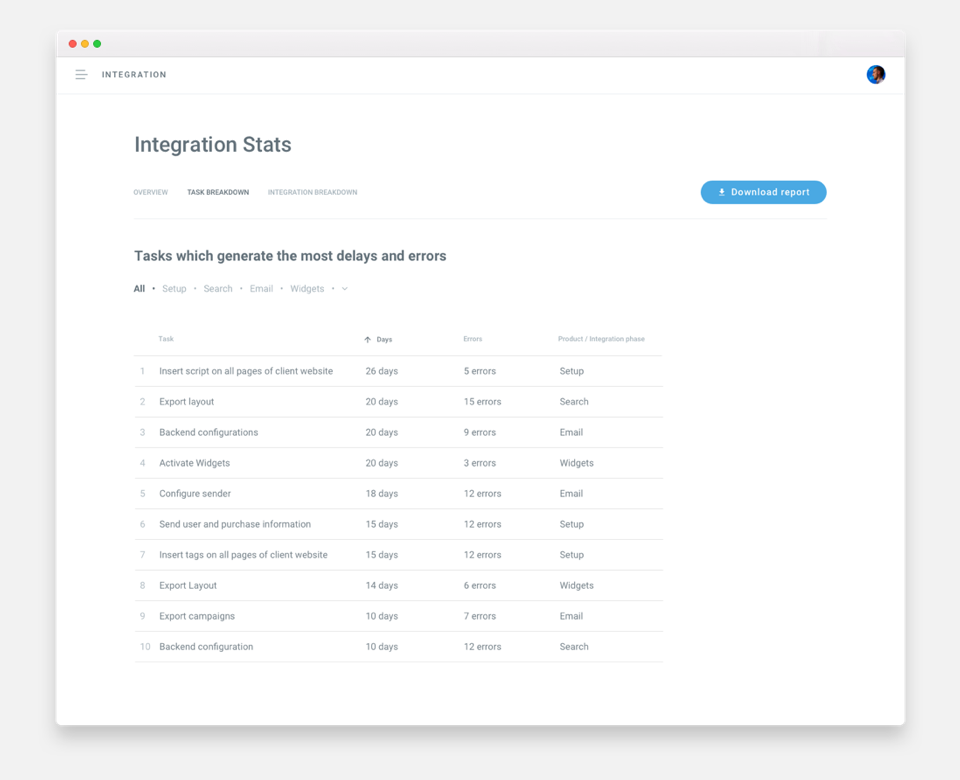 INTEGRATION
Integration Stats
OVERVIEW TASK BREAKDOWN INTEGRATION BREAKDOWN Download report
Tasks which generate the most delays and errors
All • Setup • Search • Email • Widgets •
Task Days Errors Product / Integration phase
1 Insert script on all pages of client website 26 days 5 errors Setup
2 Export layout 20 days 15 errors Search
3 Backend configurations 20 days 9 errors Email
4 Activate Widgets 20 days 3 errors Widgets
5 Configure sender 18 days 12 errors Email
6 Send user and purchase information 15 days 12 errors Setup
7 Insert tags on all pages of client website 15 days 12 errors Setup
8 Export Layout 14 days 6 errors Widgets
9 Export campaigns 10 days 7 errors Email
10 Backend configuration 10 days 12 errors Search